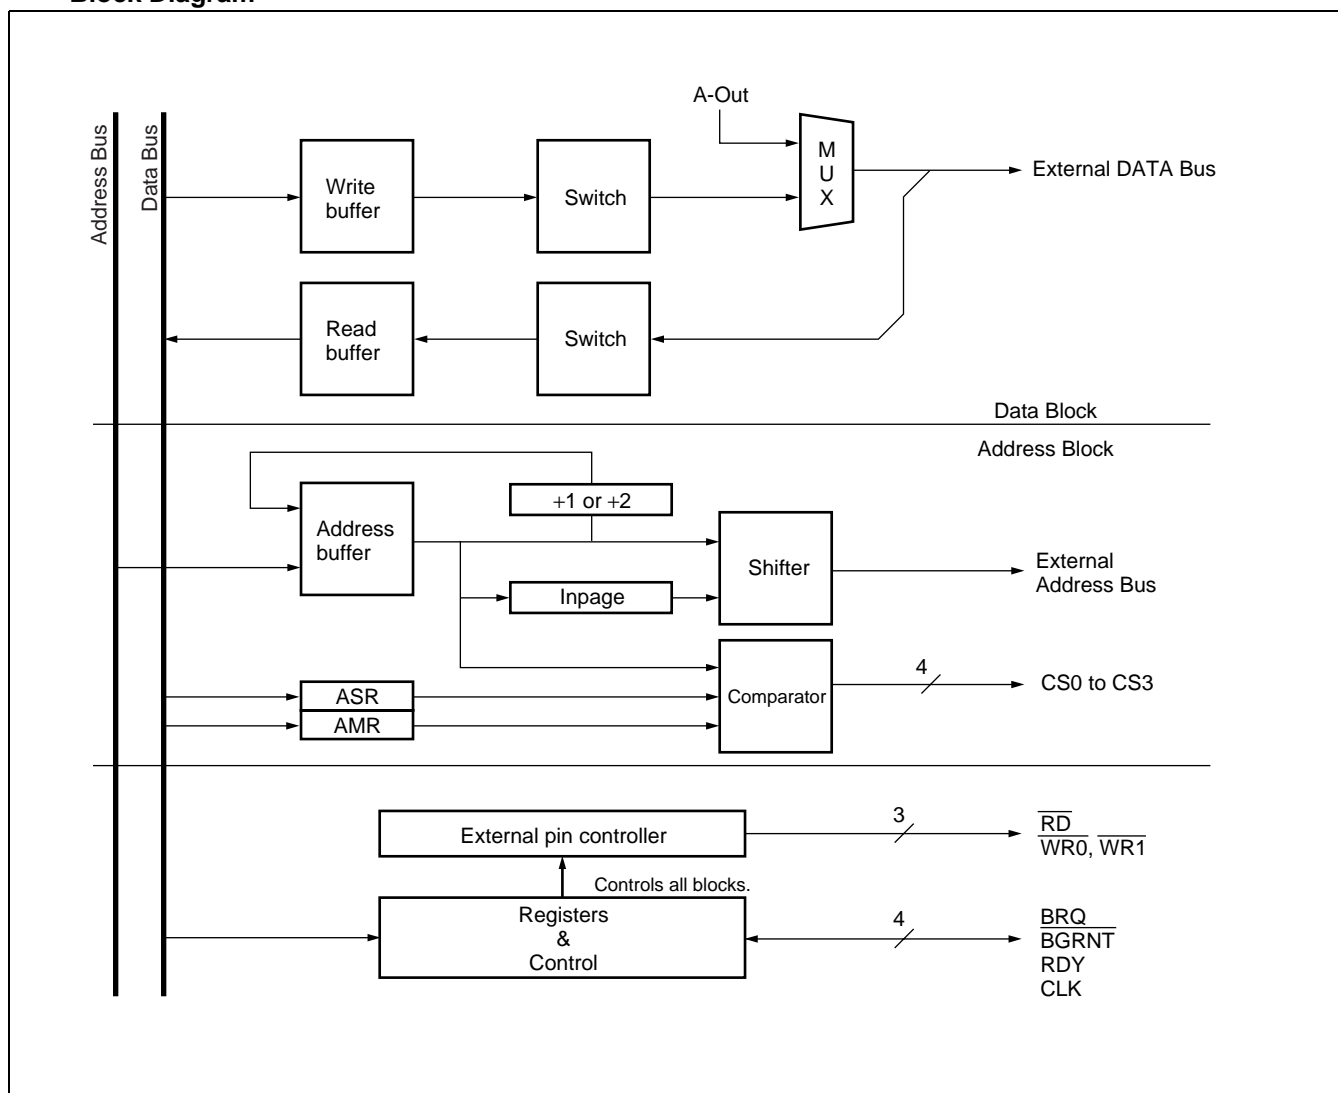 Block Diagram
A-Out
Address Bus
Data Bus
Write
buffer
Switch
M
U
X
External DATA Bus
Read
buffer
Switch
Data Block
Address Block
+1 or +2
Address
buffer
Shifter
External
Address Bus
Inpage
4
ASR
Comparator
CS0 to CS3
AMR
3
External pin controller
RD
WR0, WR1
Controls all blocks.
Registers
&
Control
4
BRQ
BGRNT
RDY
CLK